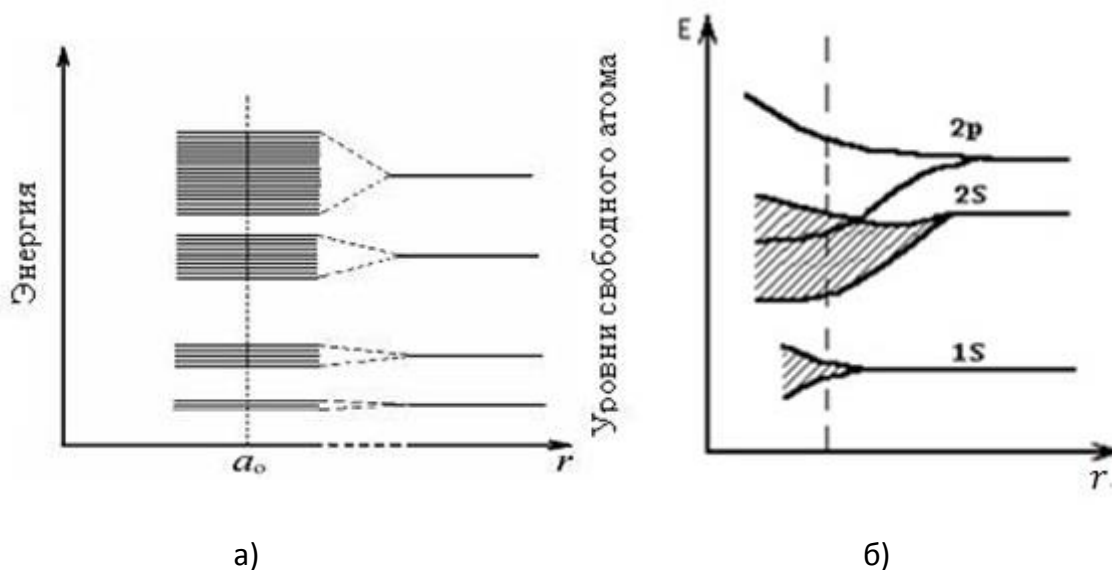 Энергия
a₀
r
Уровни свободного атома
E
2p
2S
1S
r.
а)
б)